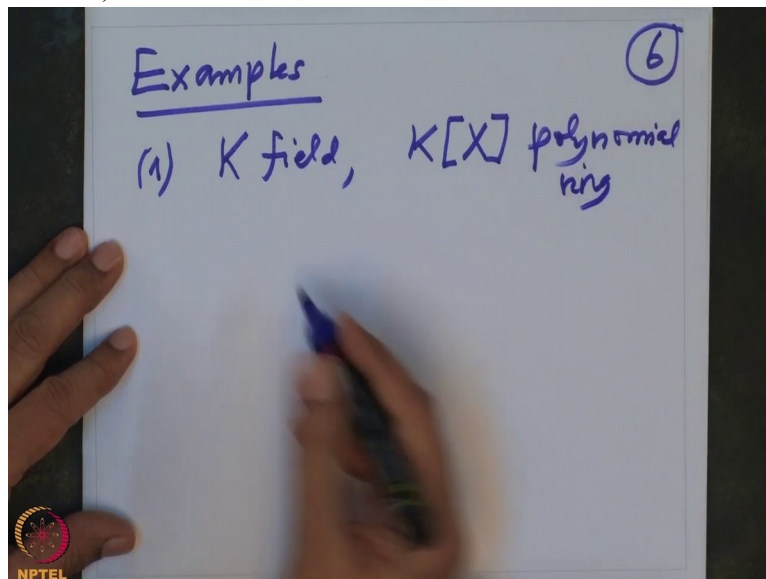 Examples
6
(1) K field, K[X] polynomial
ring
NPTEL